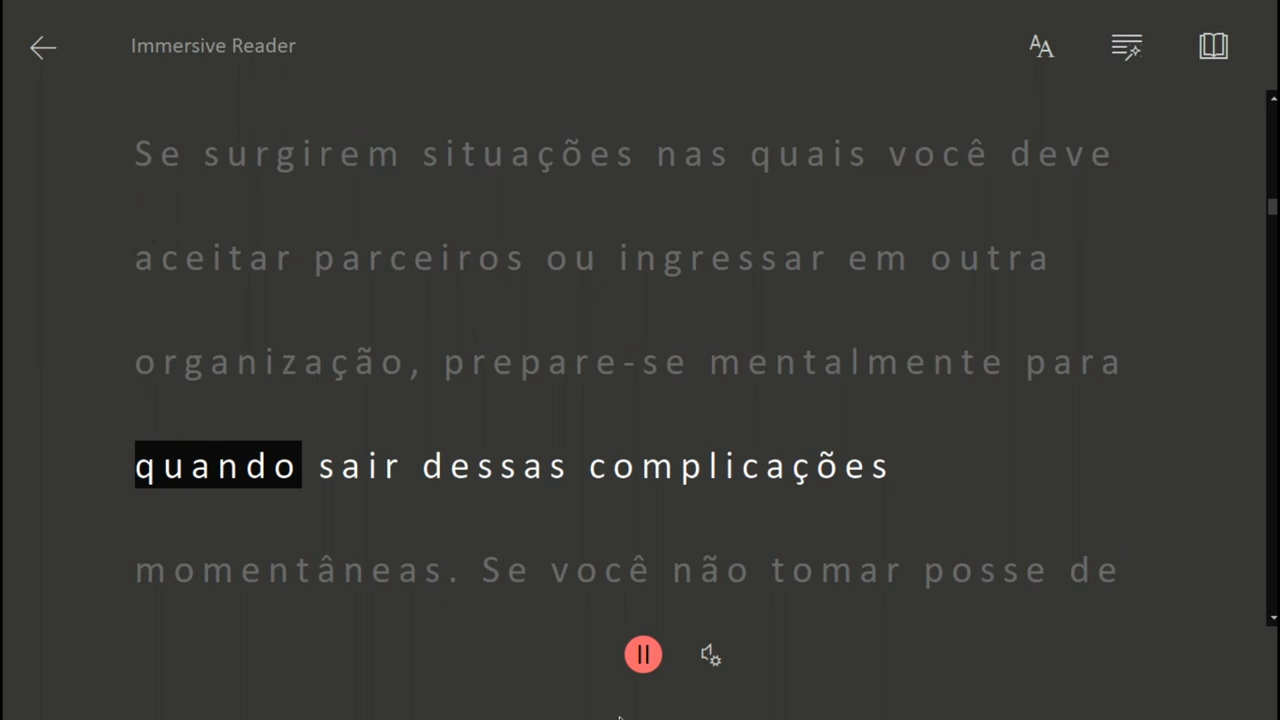 Immersive Reader
Se surgirem situações nas quais você deve
aceitar parceiros ou ingressar em outra
organização, prepare-se mentalmente para
quando sair dessas complicações
momentâneas. Se você não tomar posse de